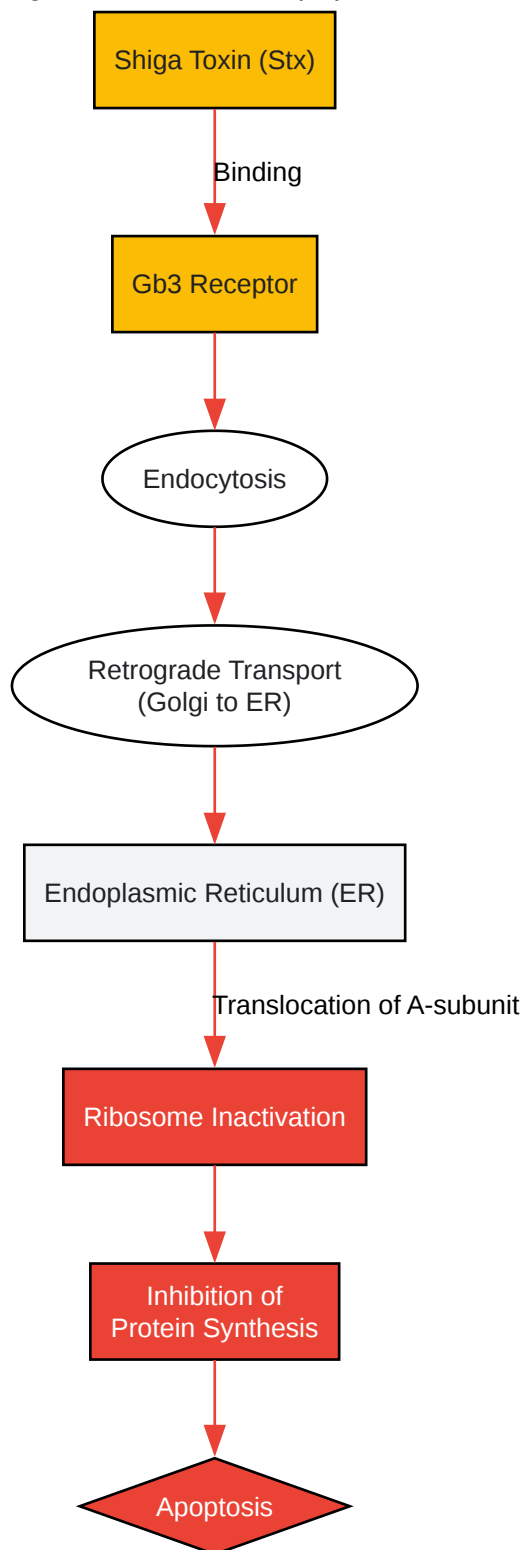 Shiga Toxin (Stx)
Binding
Gb3 Receptor
Endocytosis
Retrograde Transport
(Golgi to ER)
Endoplasmic Reticulum (ER)
Translocation of A-subunit
Ribosome Inactivation
Inhibition of
Protein Synthesis
Apoptosis